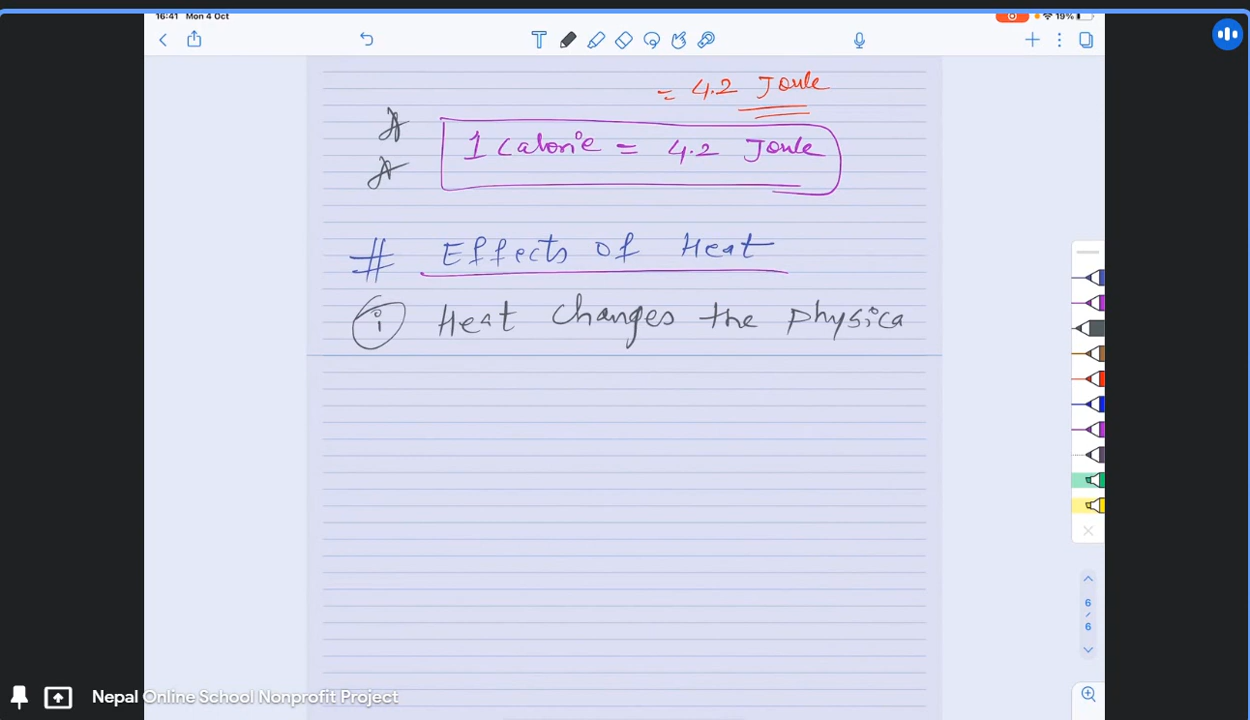 16:41 Mon 4 Oct
19%
= 4.2 Joule
1 Calorie = 4.2 Joule
# Effects of Heat
i Heat changes the physica
6
/
6
Nepal Online School Nonprofit Project